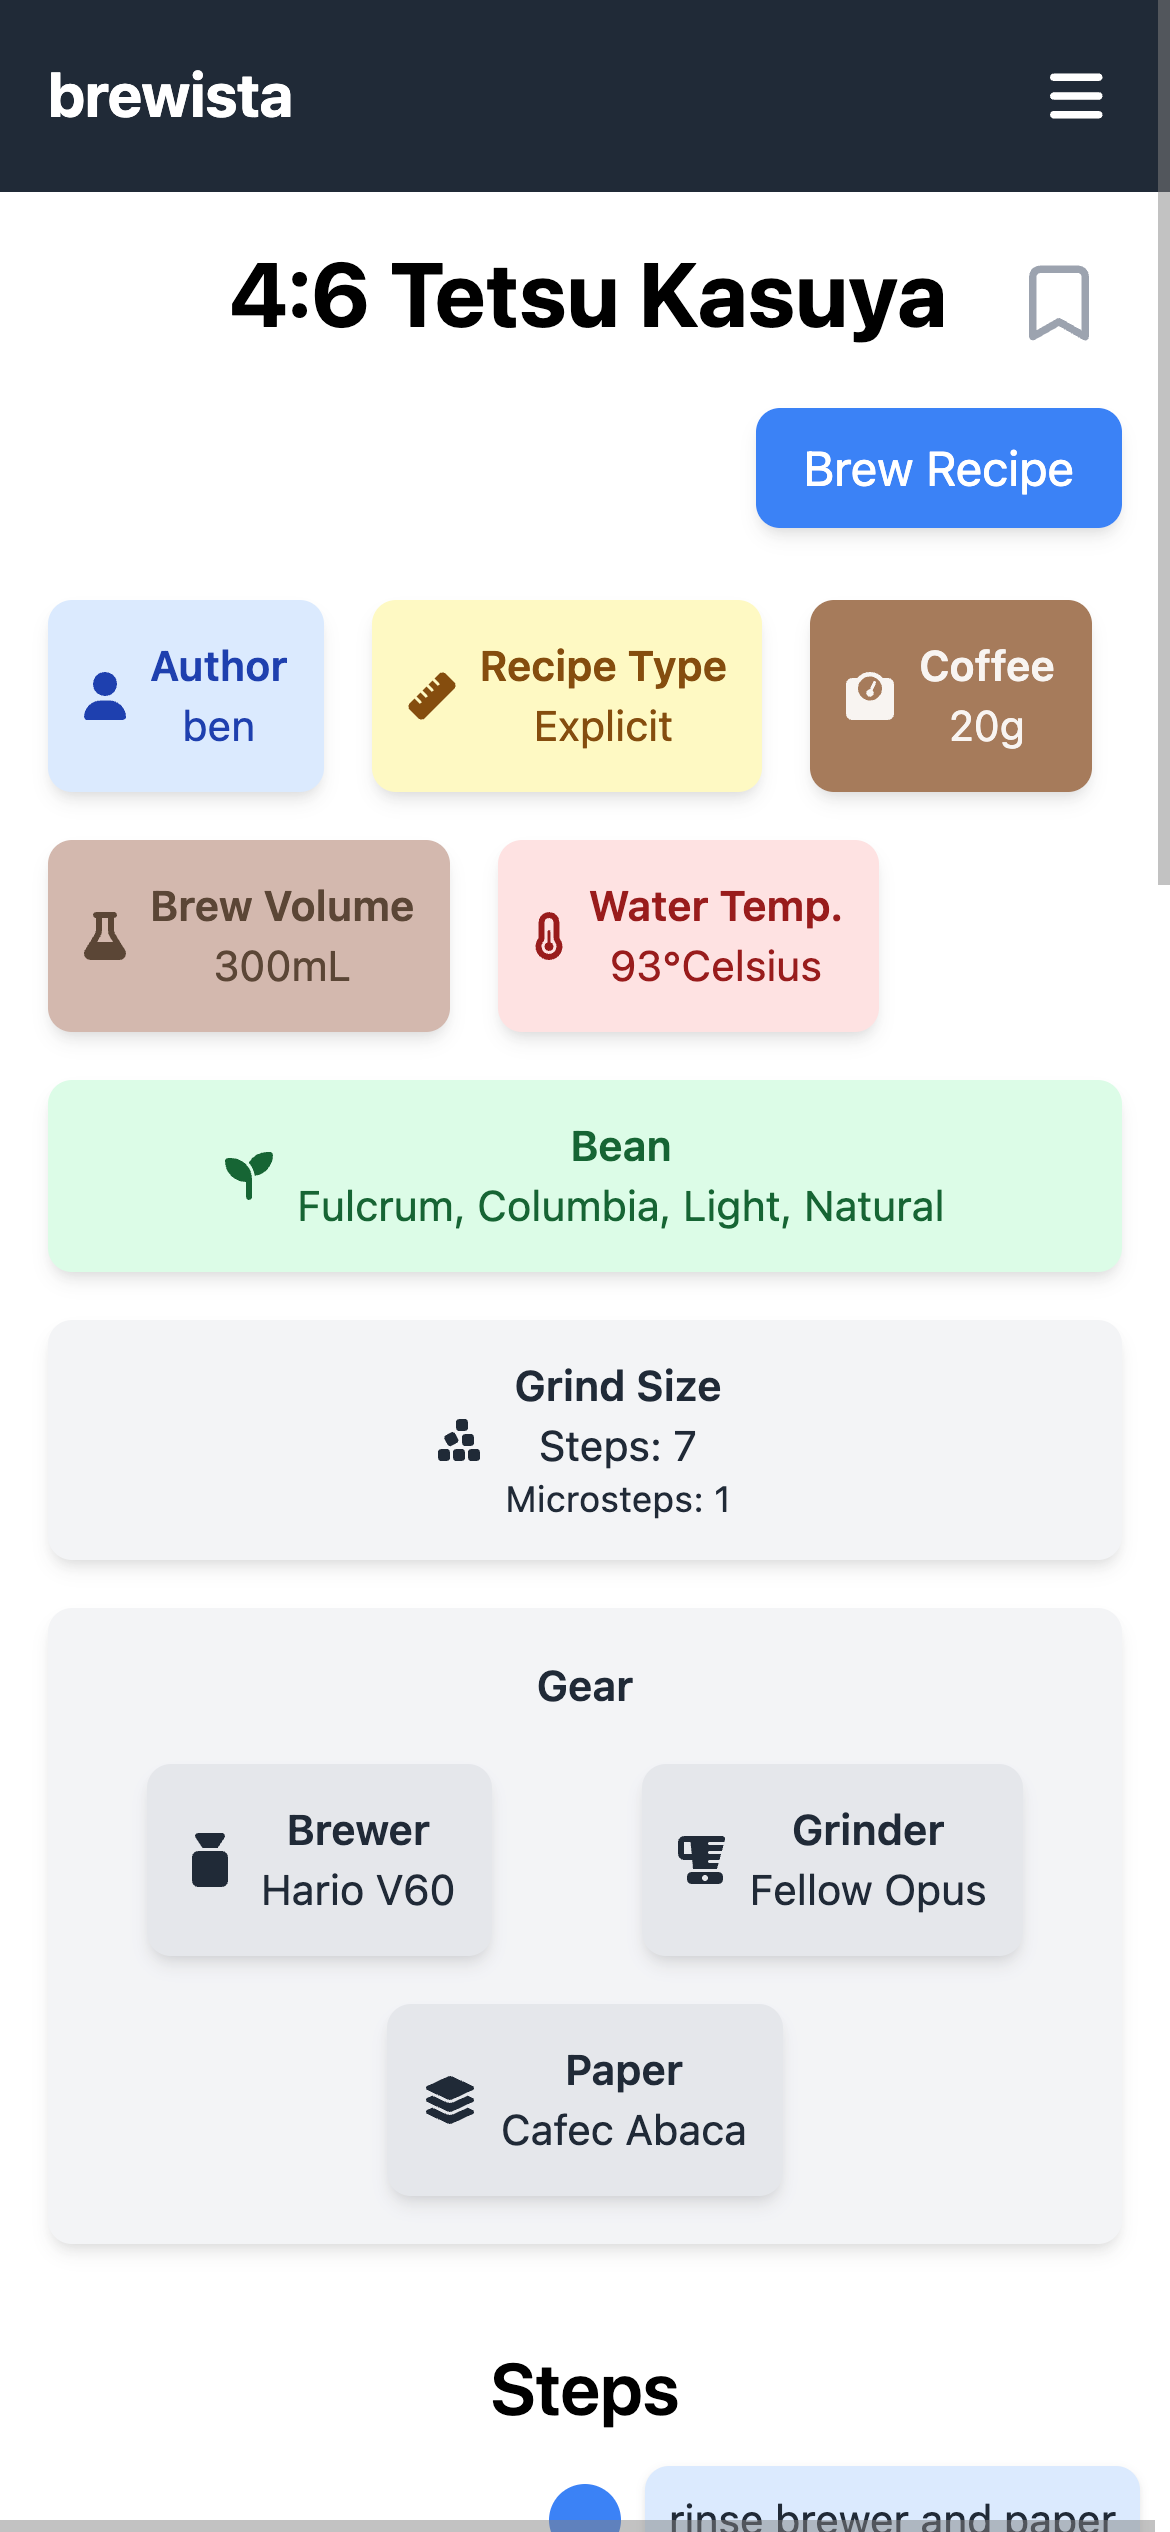 brewista
4:6 Tetsu Kasuya
Brew Recipe
Author
ben
Recipe Type
Explicit
Coffee
20g
Brew Volume
300mL
Water Temp.
93°Celsius
Bean
Fulcrum, Columbia, Light, Natural
Grind Size
Steps: 7
Microsteps: 1
Gear
Brewer
Hario V60
Grinder
Fellow Opus
Paper
Cafec Abaca
Steps
rinse brewer and paper